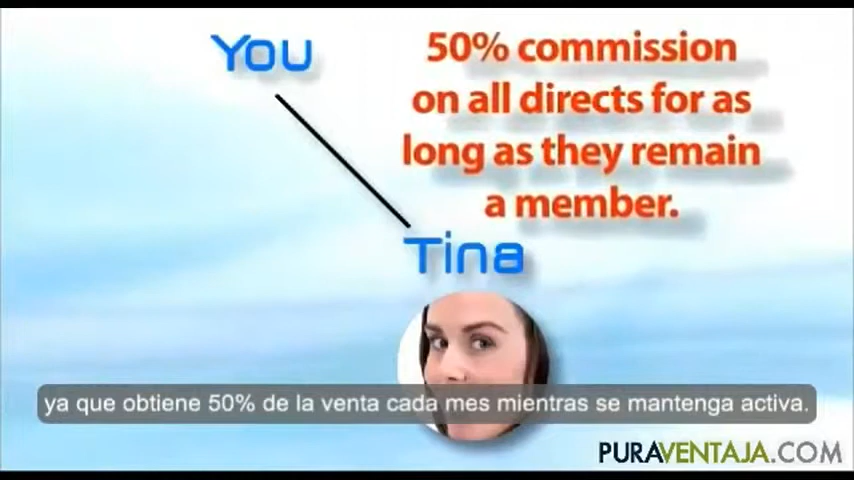 You
50% commission
on all directs for as
long as they remain
a member.
Tina
ya que obtiene 50% de la venta cada mes mientras se mantenga activa.
PURAVENTAJA.COM